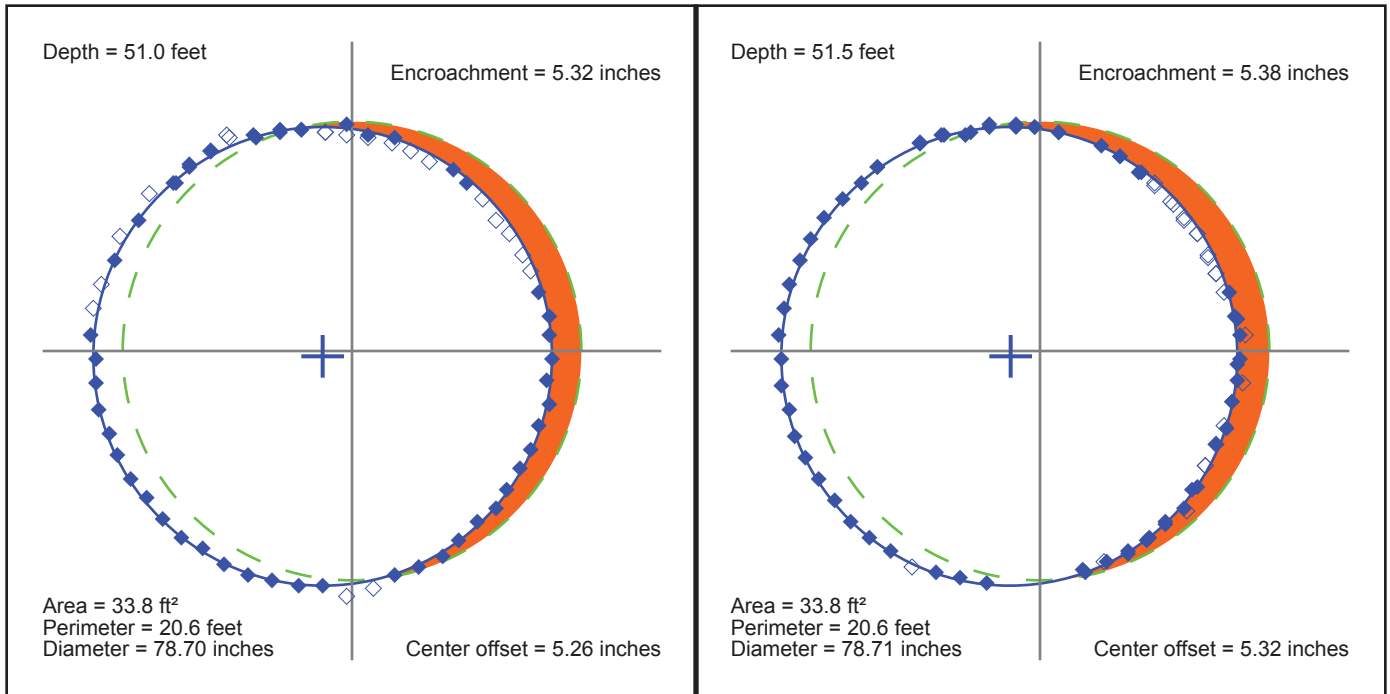 Depth = 51.0 feet
Encroachment = 5.32 inches
Area = 33.8 ft²
Perimeter = 20.6 feet
Diameter = 78.70 inches
Center offset = 5.26 inches
Depth = 51.5 feet
Encroachment = 5.38 inches
Area = 33.8 ft²
Perimeter = 20.6 feet
Diameter = 78.71 inches
Center offset = 5.32 inches